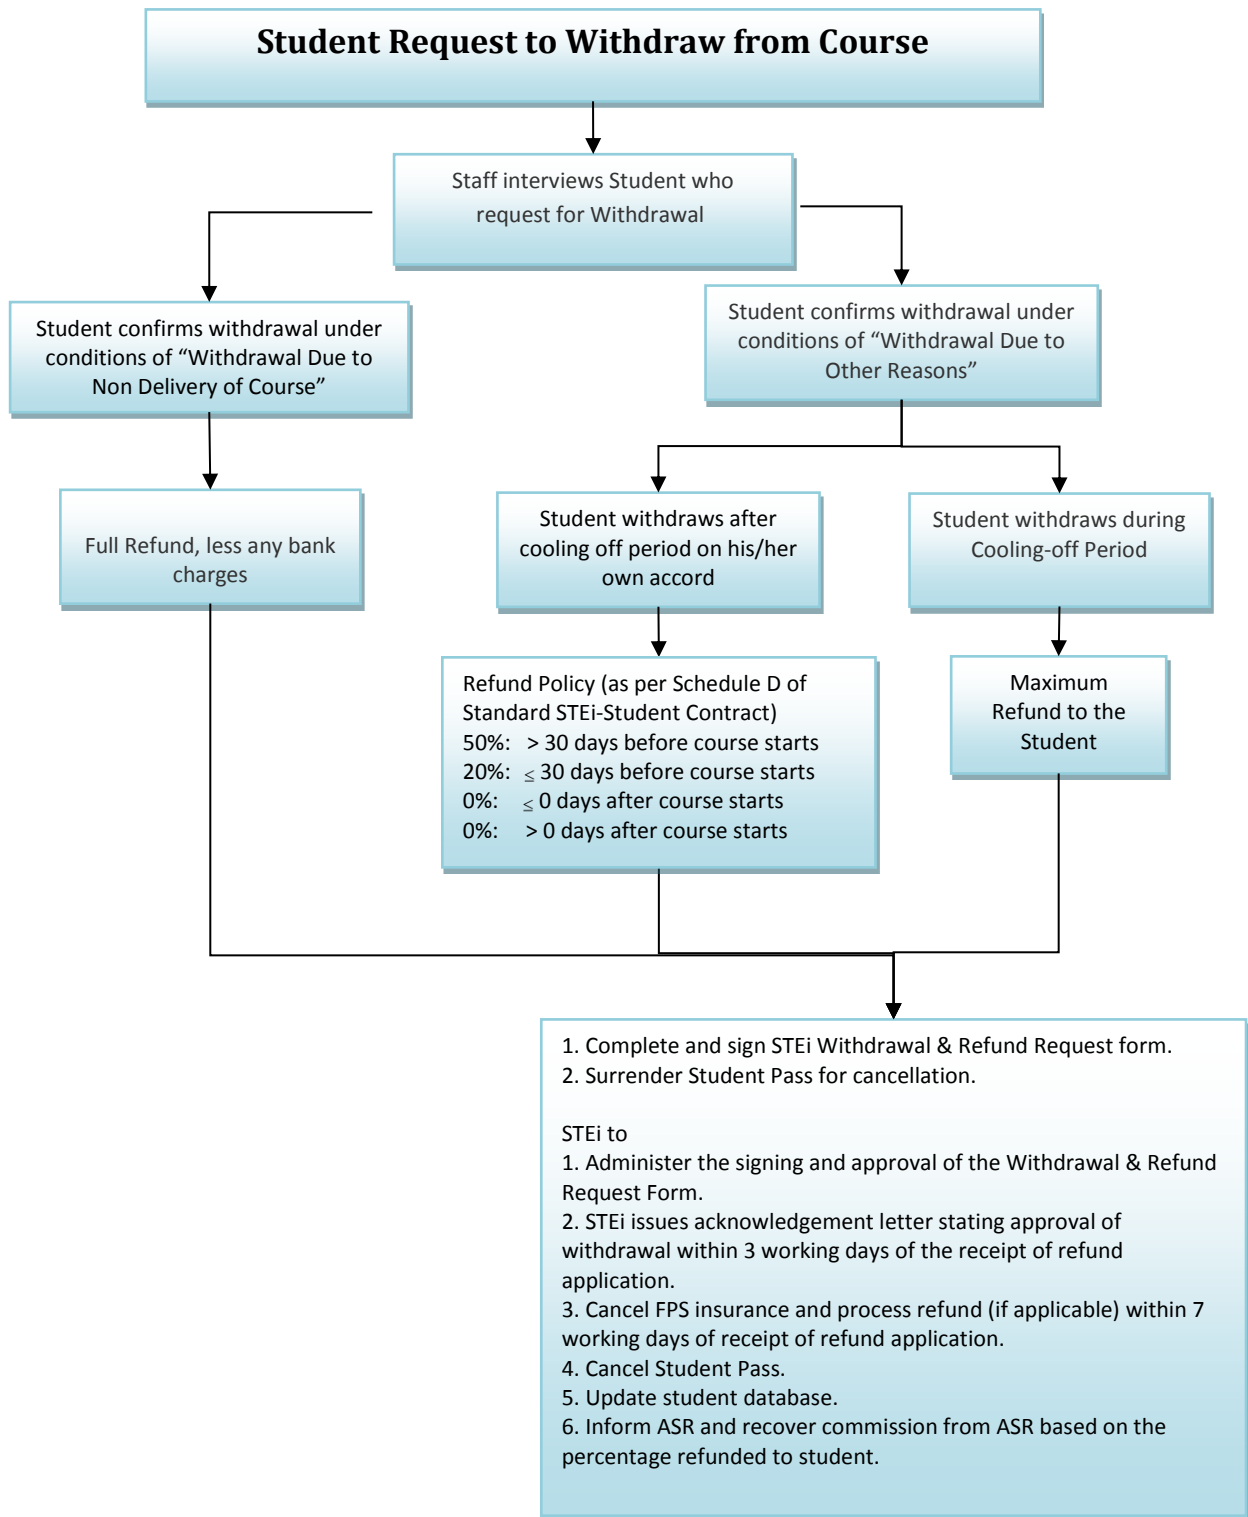 Student Request to Withdraw from Course
Staff interviews Student who
request for Withdrawal
Student confirms withdrawal under
conditions of “Withdrawal Due to
Non Delivery of Course”
Student confirms withdrawal under
conditions of “Withdrawal Due to
Other Reasons”
Full Refund, less any bank
charges
Student withdraws after
cooling off period on his/her
own accord
Student withdraws during
Cooling-off Period
Refund Policy (as per Schedule D of
Standard STEi-Student Contract)
50%: > 30 days before course starts
20%: ≤ 30 days before course starts
0%: ≤ 0 days after course starts
0%: > 0 days after course starts
Maximum
Refund to the
Student
1. Complete and sign STEi Withdrawal & Refund Request form.
2. Surrender Student Pass for cancellation.
STEi to
1. Administer the signing and approval of the Withdrawal & Refund
Request Form.
2. STEi issues acknowledgement letter stating approval of
withdrawal within 3 working days of the receipt of refund
application.
3. Cancel FPS insurance and process refund (if applicable) within 7
working days of receipt of refund application.
4. Cancel Student Pass.
5. Update student database.
6. Inform ASR and recover commission from ASR based on the
percentage refunded to student.